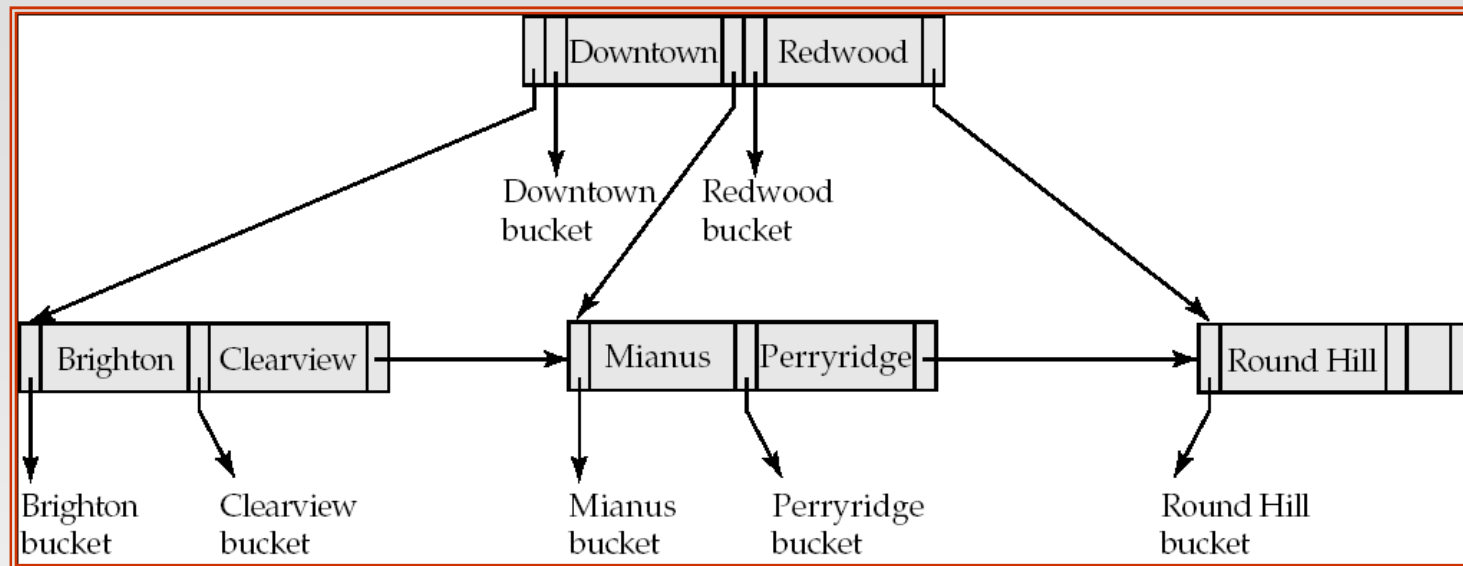 Downtown Redwood
Downtown
bucket
Redwood
bucket
Brighton Clearview
Mianus Perryridge
Round Hill
Brighton
bucket
Clearview
bucket
Mianus
bucket
Perryridge
bucket
Round Hill
bucket